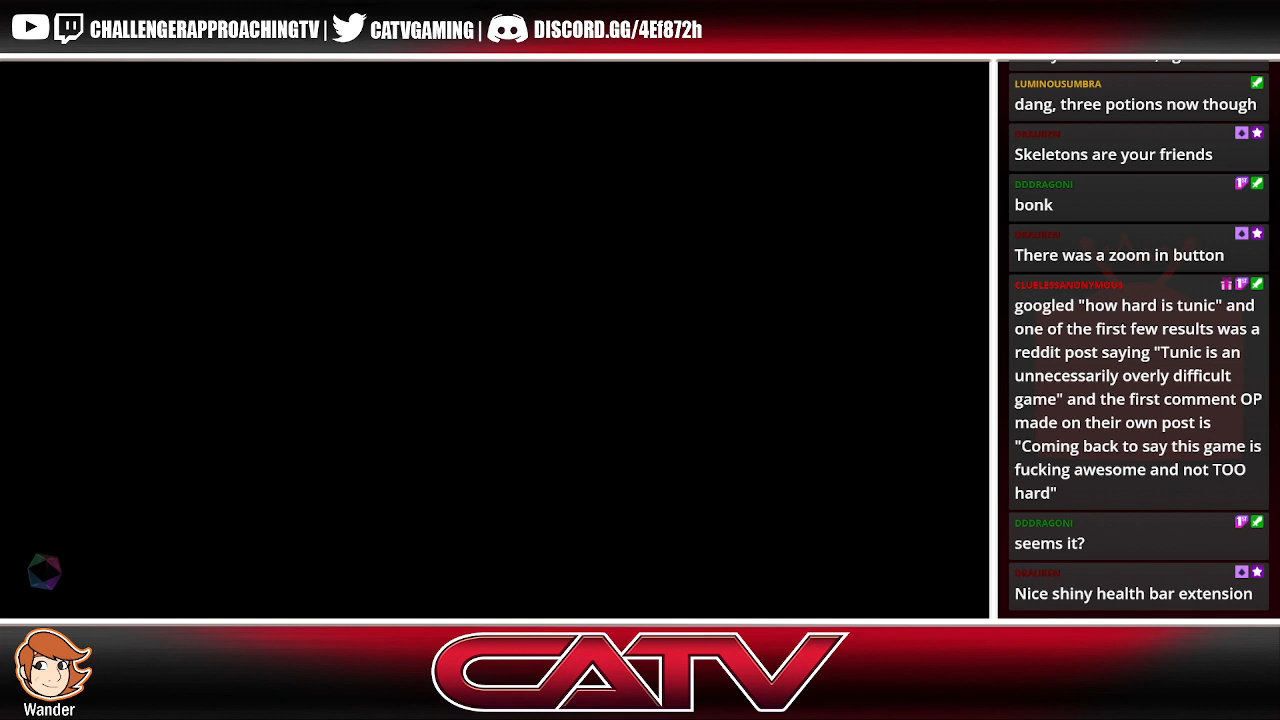 CHALLENGERAPPROACHINGTV | CATVGAMING | DISCORD.GG/4Ef872h
LUMINOUSUMBRA
dang, three potions now though
Skeletons are your friends
DDDRAGONI
bonk
There was a zoom in button
CLUELESSANONYMOUS
googled "how hard is tunic" and
one of the first few results was a
reddit post saying "Tunic is an
unnecessarily overly difficult
game" and the first comment OP
made on their own post is
"Coming back to say this game is
fucking awesome and not TOO
hard"
DDDRAGONI
seems it?
Nice shiny health bar extension
CATV
Wander